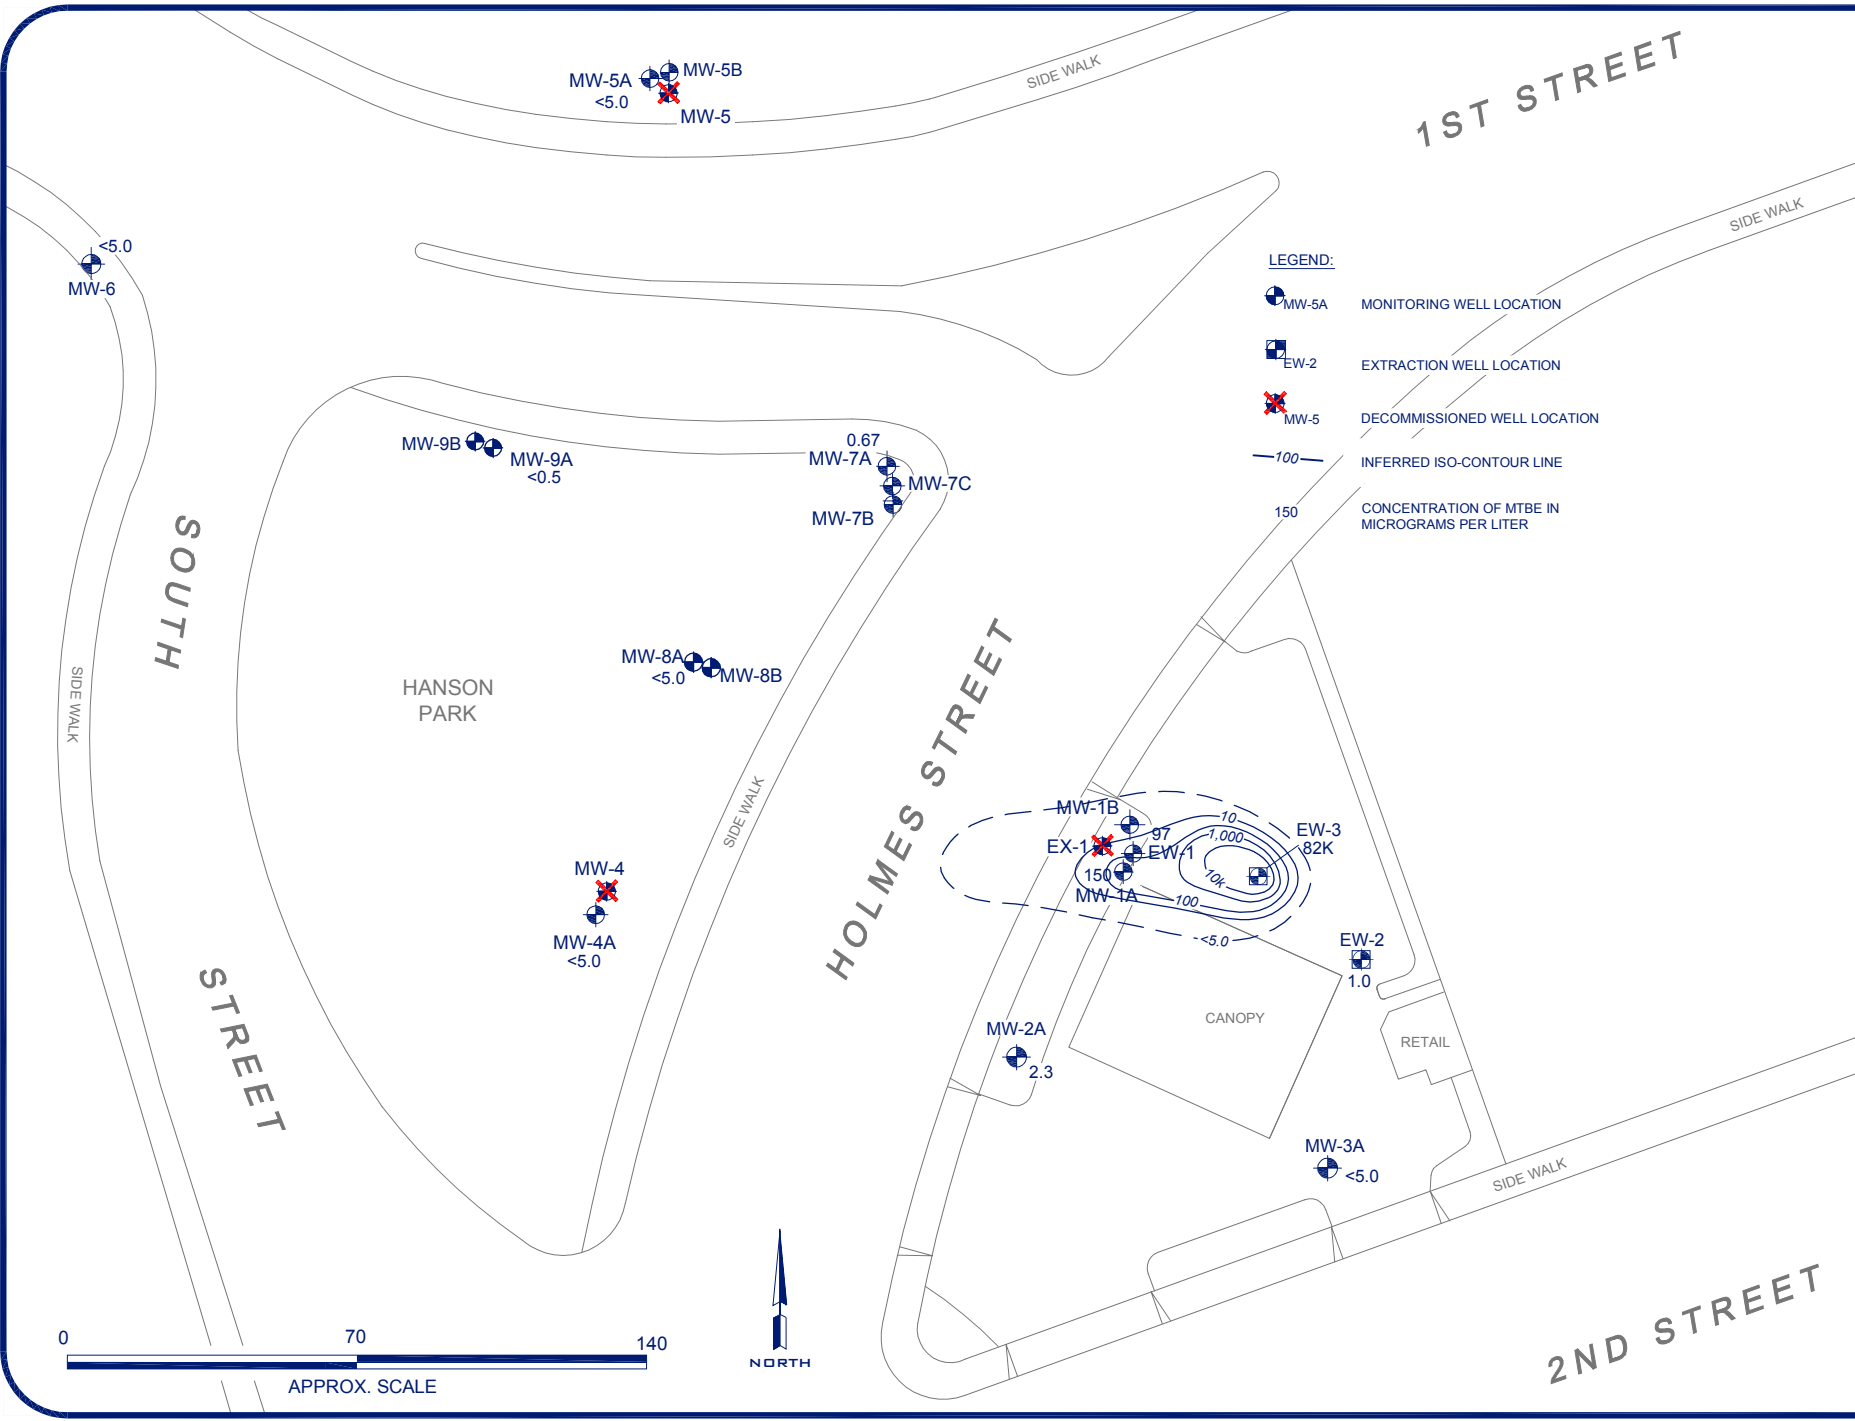 SIDE WALK
1ST STREET
MW-5A
MW-5B
<5.0
MW-5
SIDE WALK
<5.0
MW-6
LEGEND:
MW-5A MONITORING WELL LOCATION
EW-2 EXTRACTION WELL LOCATION
MW-5 DECOMMISSIONED WELL LOCATION
100 INFERRED ISO-CONTOUR LINE
150 CONCENTRATION OF MTBE IN
MICROGRAMS PER LITER
MW-9B
MW-9A
<0.5
0.67
MW-7A
MW-7C
MW-7B
SOUTH
STREET
SIDE WALK
HANSON
PARK
MW-8A
<5.0
MW-8B
HOLMES STREET
SIDE WALK
MW-4
MW-4A
<5.0
MW-1B
97
EX-1
EW-1
150
MW-1A
10
1,000
10k
100
<5.0
EW-3
82K
EW-2
1.0
CANOPY
RETAIL
MW-2A
2.3
MW-3A
<5.0
SIDE WALK
2ND STREET
NORTH
0 70 140
APPROX. SCALE